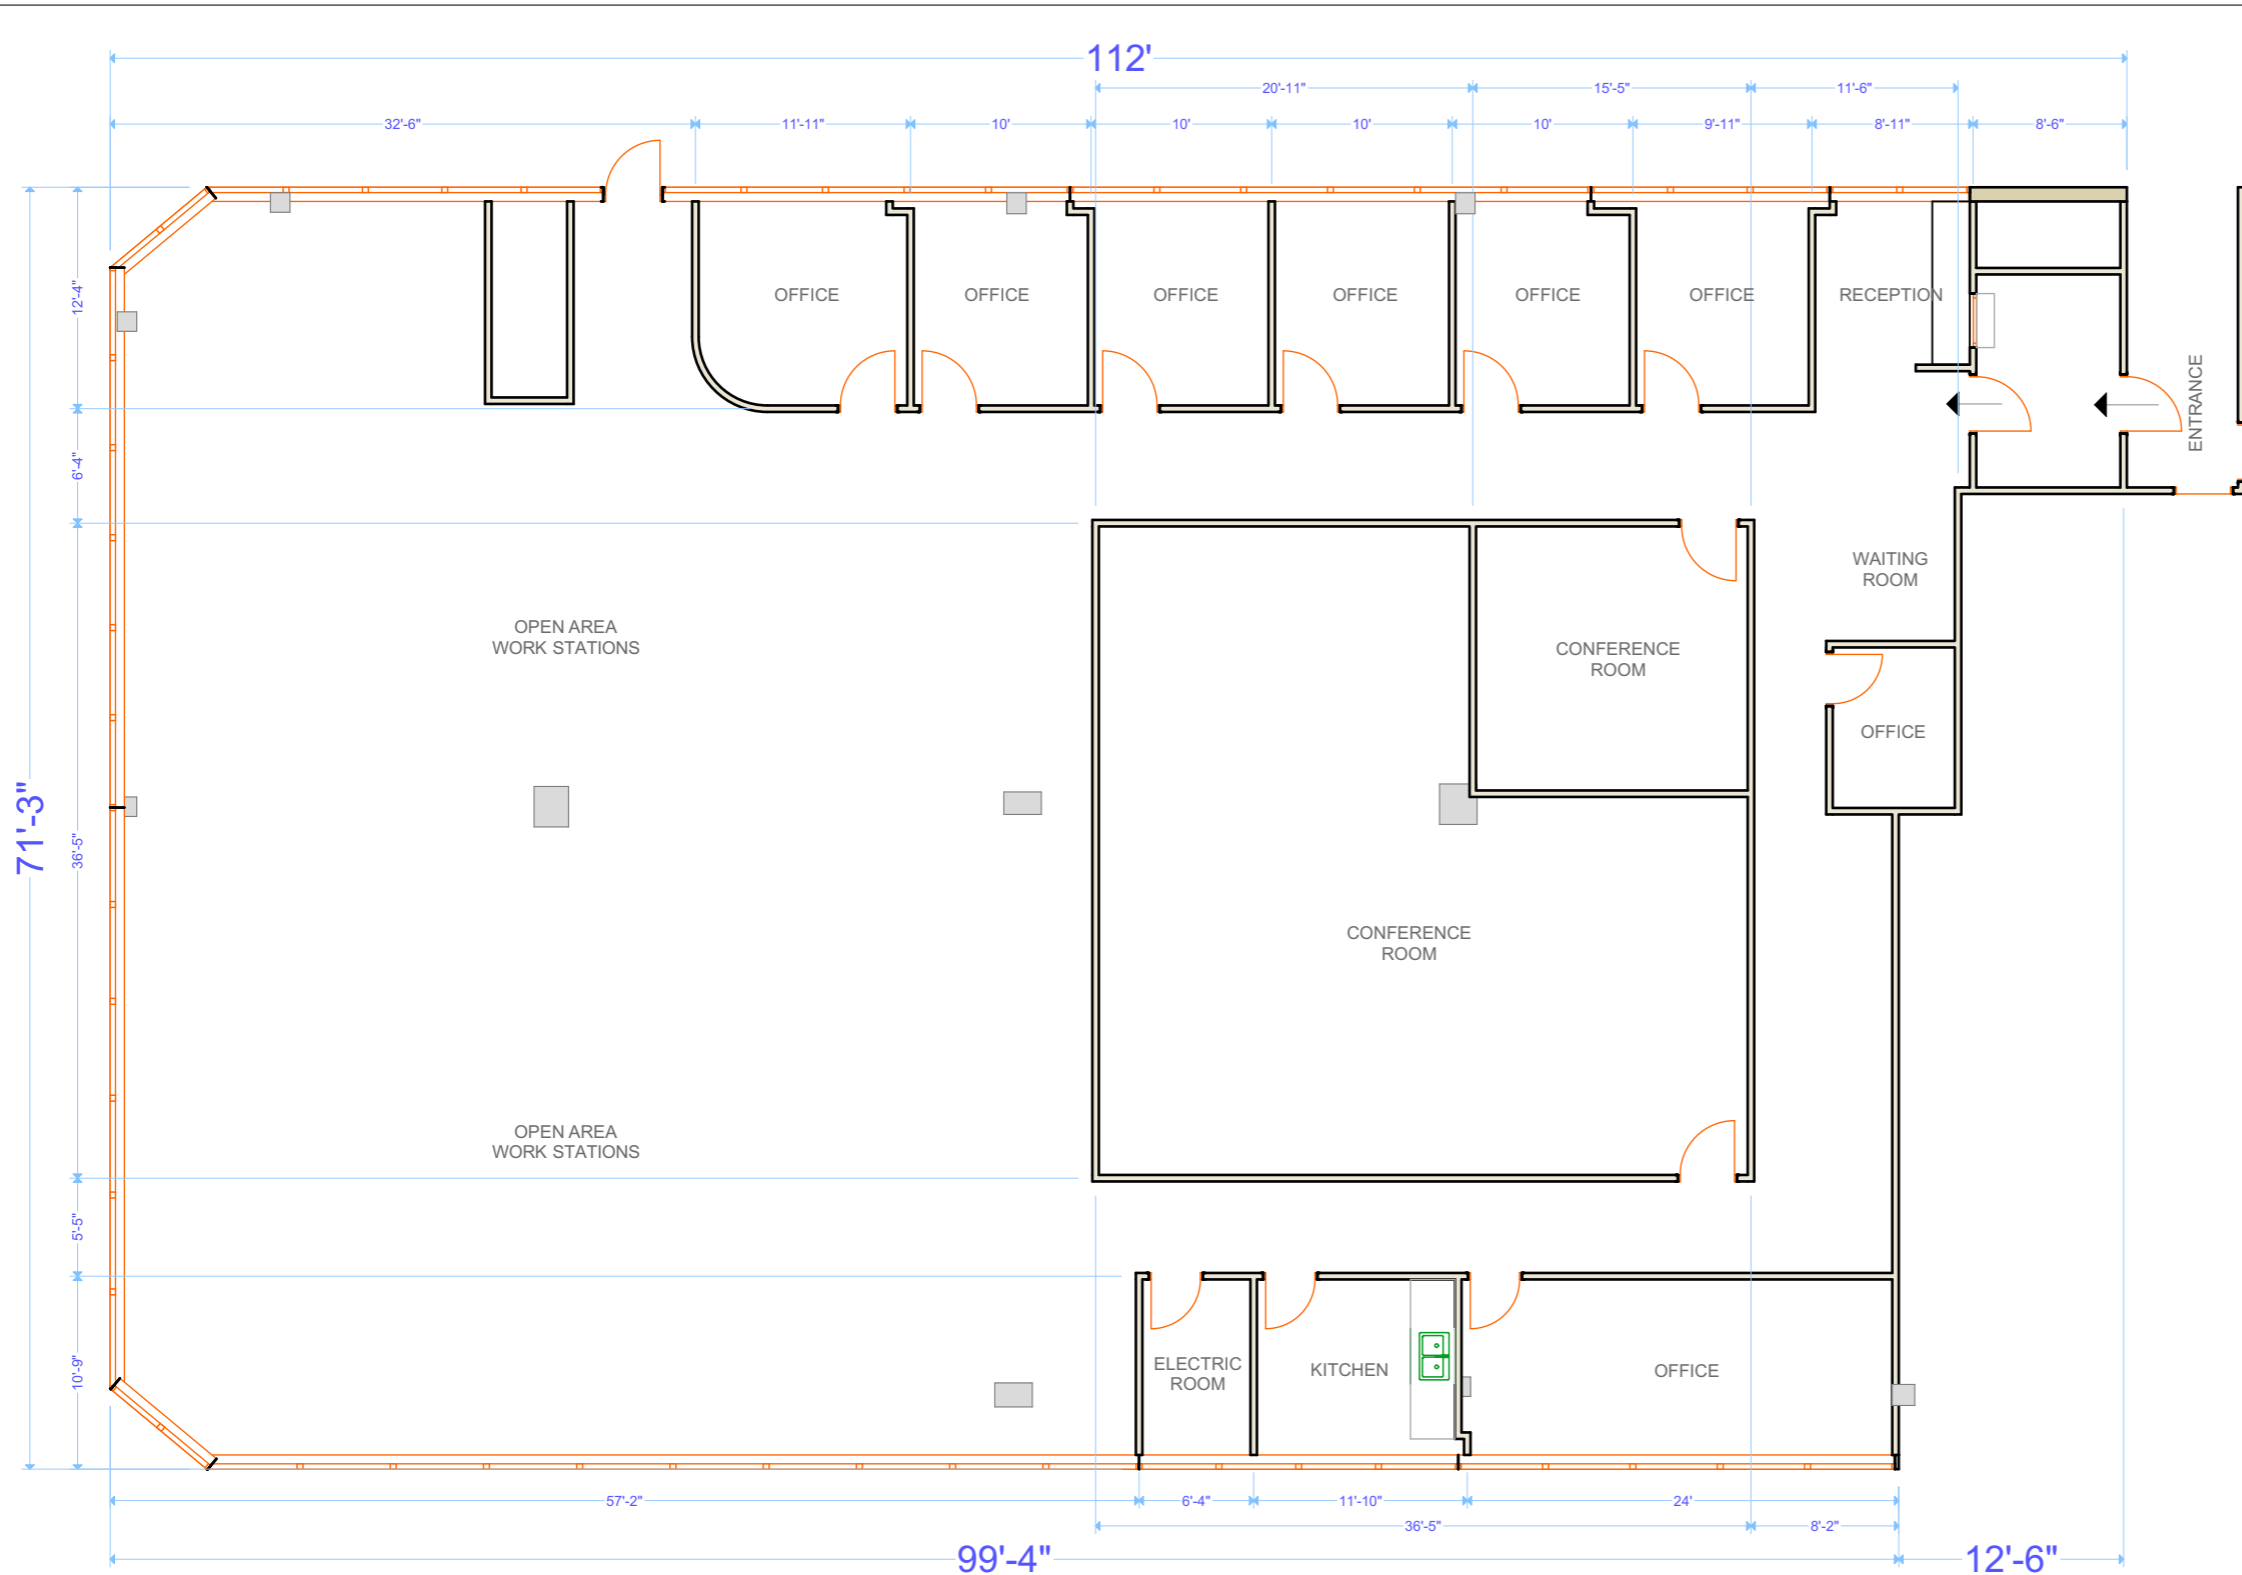 112'
20'-11"
15'-5"
11'-6"
32'-6"
11'-11"
10'
10'
10'
10'
9'-11"
8'-11"
8'-6"
12'-4"
OFFICE
OFFICE
OFFICE
OFFICE
OFFICE
OFFICE
RECEPTION
ENTRANCE
6'-4"
WAITING
ROOM
OPEN AREA
WORK STATIONS
CONFERENCE
ROOM
OFFICE
71'-3"
36'-5"
CONFERENCE
ROOM
OPEN AREA
WORK STATIONS
5'-5"
10'-9"
ELECTRIC
ROOM
KITCHEN
OFFICE
57'-2"
6'-4"
11'-10"
24'
36'-5"
8'-2"
99'-4"
12'-6"